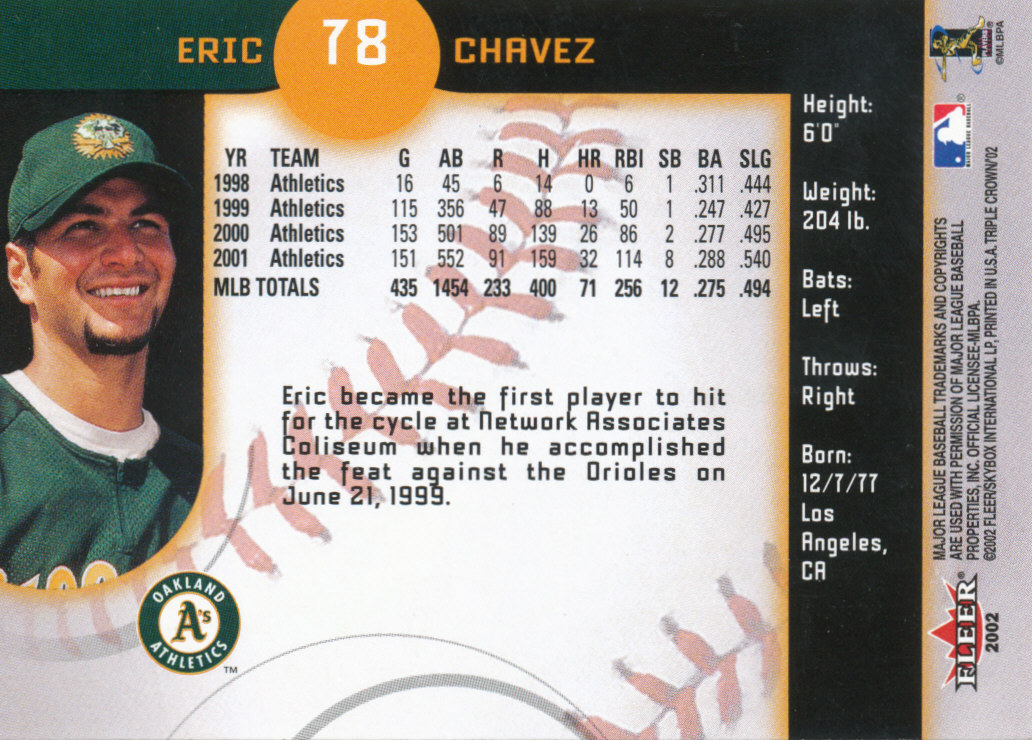 ERIC 78 CHAVEZ
YR TEAM G AB R H HR RBI SB BA SLG
1998 Athletics 16 45 6 14 0 6 1 .311 .444
1999 Athletics 115 356 47 88 13 50 1 .247 .427
2000 Athletics 153 501 89 139 26 86 2 .277 .495
2001 Athletics 151 552 91 159 32 114 8 .288 .540
MLB TOTALS 435 1454 233 400 71 256 12 .275 .494
Eric became the first player to hit
for the cycle at Network Associates
Coliseum when he accomplished
the feat against the Orioles on
June 21, 1999.
OAKLAND
A's
ATHLETICS
TM
Height:
6'0"
Weight:
204 lb.
Bats:
Left
Throws:
Right
Born:
12/7/77
Los
Angeles,
CA
PLAYERS
©MLBPA
MAJOR LEAGUE BASEBALL
MAJOR LEAGUE BASEBALL TRADEMARKS AND COPYRIGHTS
ARE USED WITH PERMISSION OF MAJOR LEAGUE BASEBALL
PROPERTIES, INC. OFFICIAL LICENSEE-MLBPA.
©2002 FLEER/SKYBOX INTERNATIONAL LP, PRINTED IN U.S.A. TRIPLE CROWN/'02
FLEER®
2002